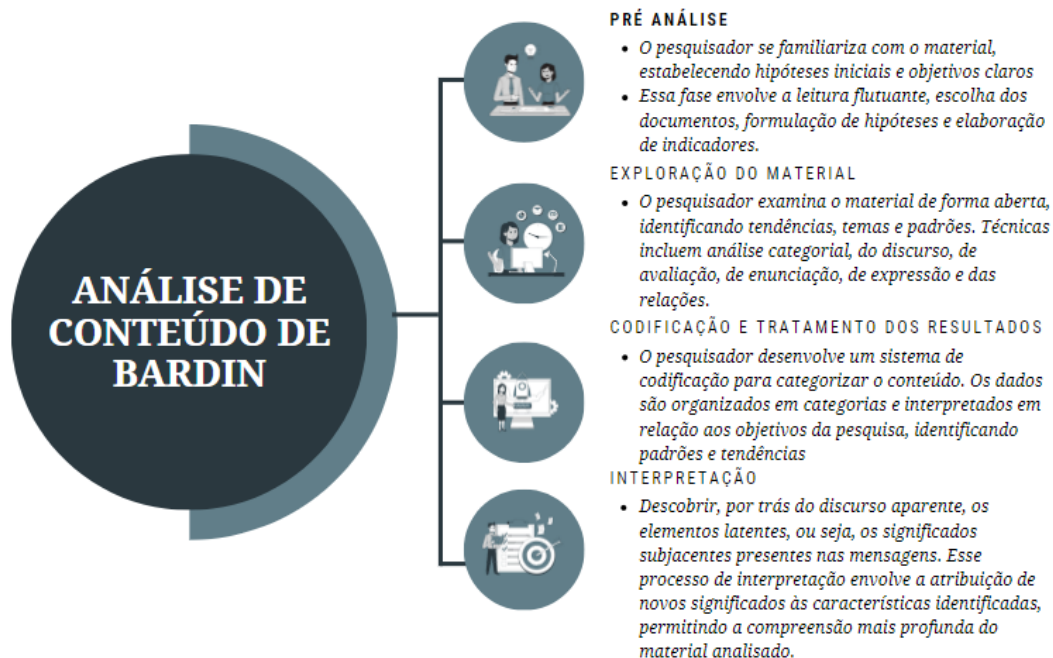 ANÁLISE DE
CONTEÚDO DE
BARDIN
PRÉ ANÁLISE
• O pesquisador se familiariza com o material,
estabelecendo hipóteses iniciais e objetivos claros
• Essa fase envolve a leitura flutuante, escolha dos
documentos, formulação de hipóteses e elaboração
de indicadores.
EXPLORAÇÃO DO MATERIAL
• O pesquisador examina o material de forma aberta,
identificando tendências, temas e padrões. Técnicas
incluem análise categorial, do discurso, de
avaliação, de enunciação, de expressão e das
relações.
CODIFICAÇÃO E TRATAMENTO DOS RESULTADOS
• O pesquisador desenvolve um sistema de
codificação para categorizar o conteúdo. Os dados
são organizados em categorias e interpretados em
relação aos objetivos da pesquisa, identificando
padrões e tendências
INTERPRETAÇÃO
• Descobrir, por trás do discurso aparente, os
elementos latentes, ou seja, os significados
subjacentes presentes nas mensagens. Esse
processo de interpretação envolve a atribuição de
novos significados às características identificadas,
permitindo a compreensão mais profunda do
material analisado.